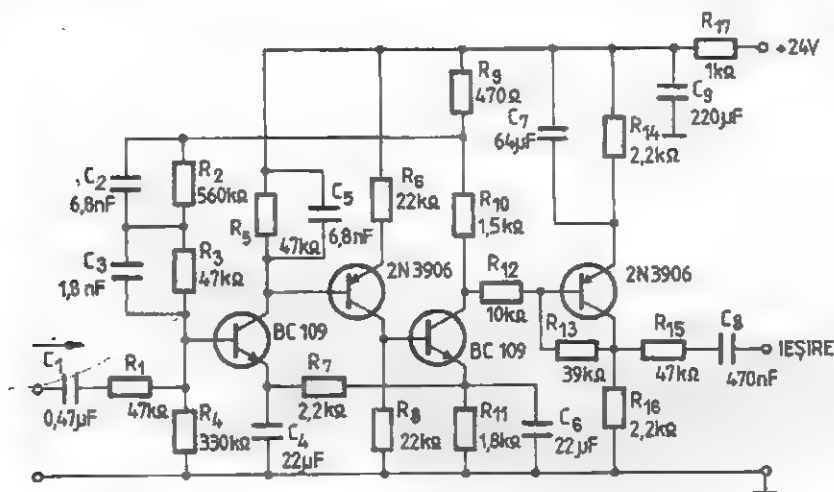 R17
1kΩ
+24V
R9
470Ω
C7
64µF
C9
220µF
R14
2,2kΩ
C2
6,8nF
R2
560kΩ
C5
6,8nF
R6
22kΩ
R5
47kΩ
R10
1,5kΩ
C3
1,8nF
R3
47kΩ
2N3906
R12
10kΩ
2N3906
BC 109
BC 109
R13
39kΩ
R15
47kΩ
C8
470nF
IEȘIRE
C1
0,47µF
R1
47kΩ
R7
2,2kΩ
R4
330kΩ
C4
22µF
R8
22kΩ
R11
1,8kΩ
C6
22µF
R16
2,2kΩ